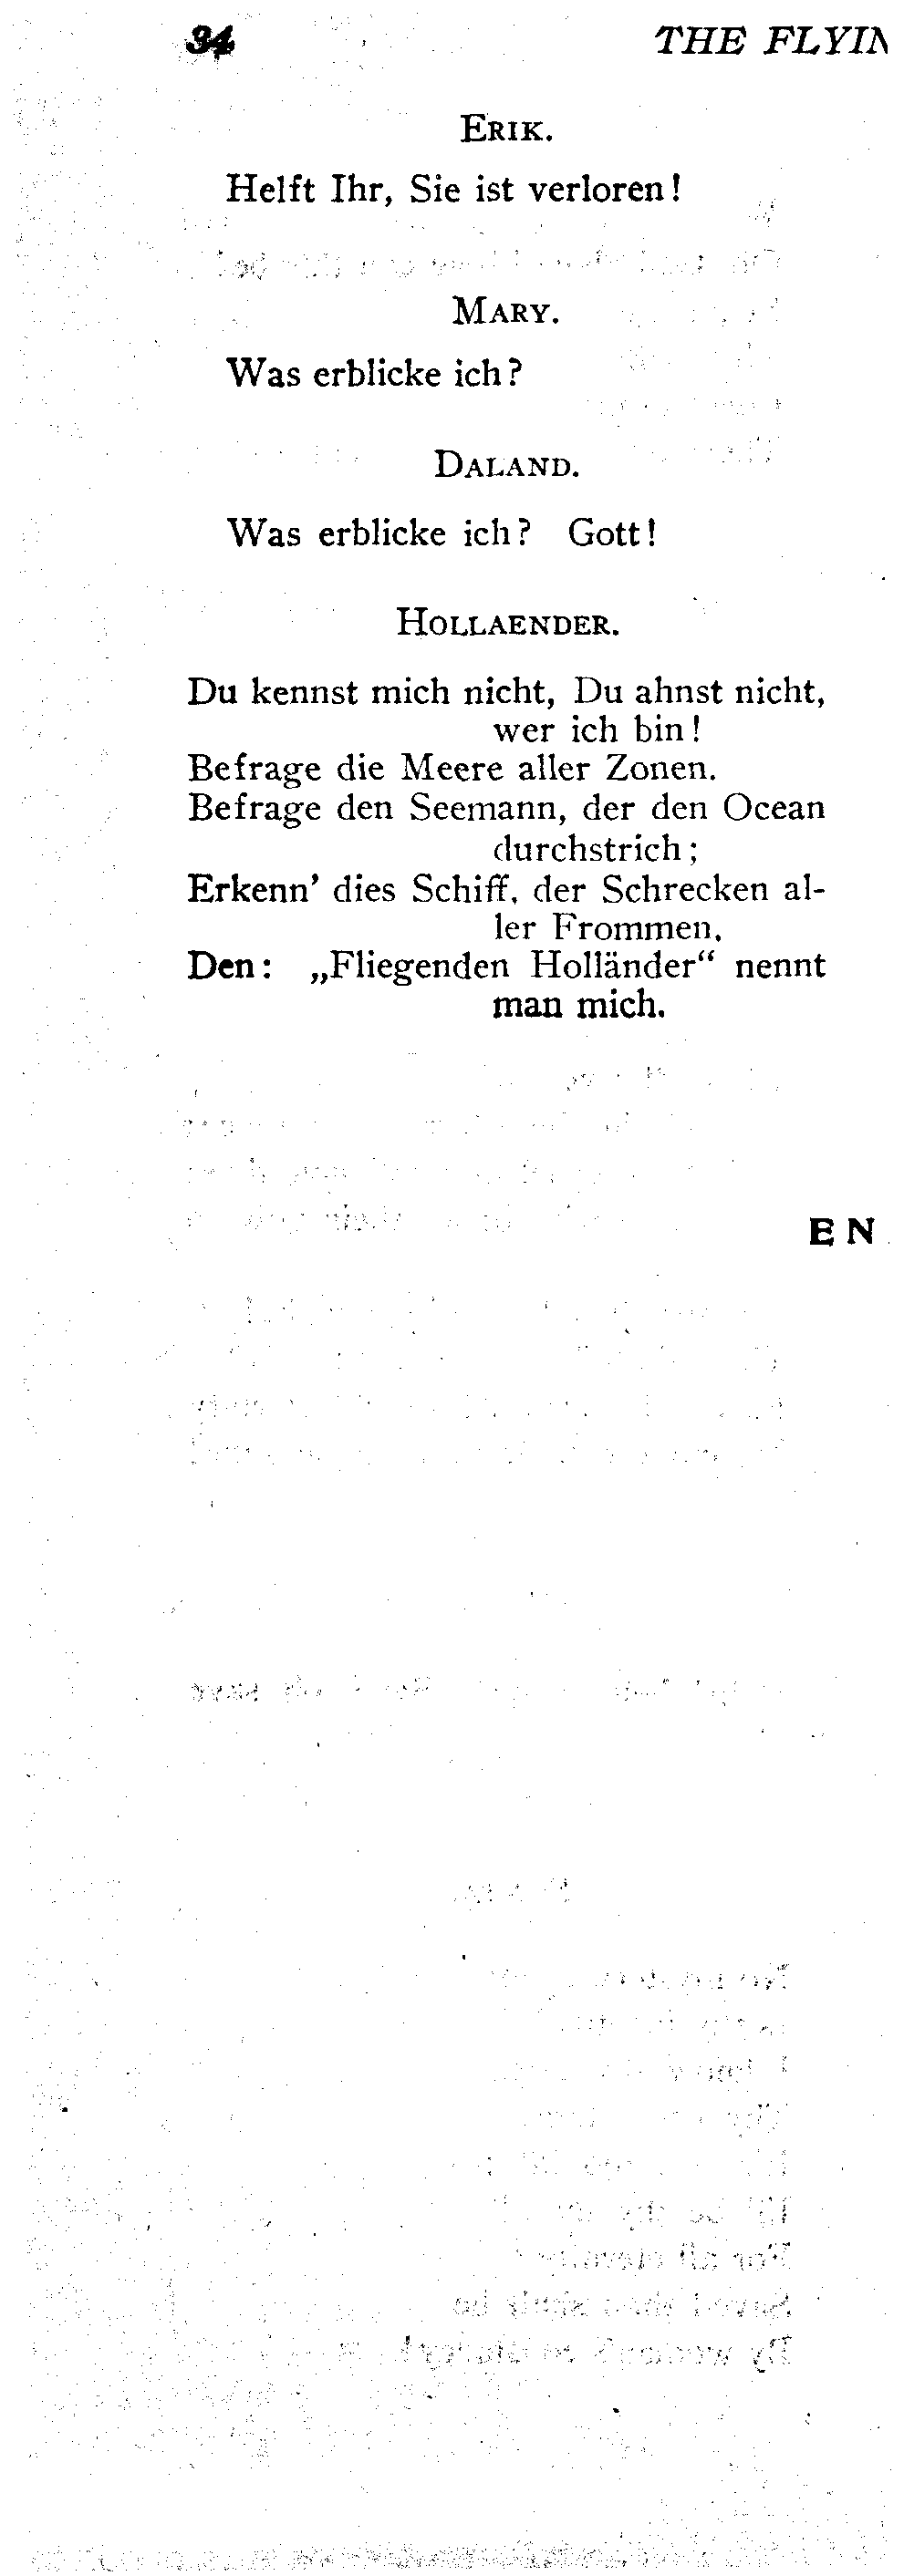 34
THE FLYIN
ERIK.
Helft Ihr, Sie ist verloren!
MARY.
Was erblicke ich?
DALAND.
Was erblicke ich? Gott!
HOLLAENDER.
Du kennst mich nicht, Du ahnst nicht,
wer ich bin!
Befrage die Meere aller Zonen.
Befrage den Seemann, der den Ocean
durchstrich;
Erkenn' dies Schiff, der Schrecken al-
ler Frommen,
Den: „Fliegenden Holländer“ nennt
man mich.
EN